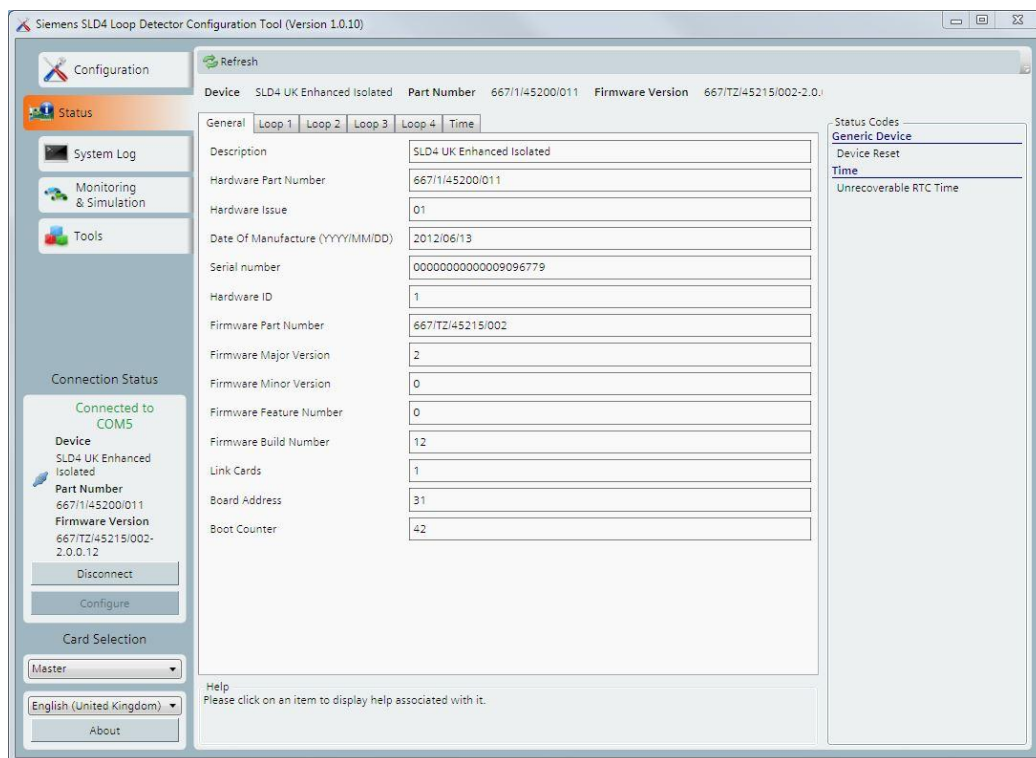 Siemens SLD4 Loop Detector Configuration Tool (Version 1.0.10)
Configuration
Status
System Log
Monitoring
& Simulation
Tools
Connection Status
Connected to
COM5
Device
SLD4 UK Enhanced
Isolated
Part Number
667/1/45200/011
Firmware Version
667/TZ/45215/002-
2.0.0.12
Disconnect
Configure
Card Selection
Master
English (United Kingdom)
About
Refresh
Device SLD4 UK Enhanced Isolated Part Number 667/1/45200/011 Firmware Version 667/TZ/45215/002-2.0.
General Loop 1 Loop 2 Loop 3 Loop 4 Time
Description SLD4 UK Enhanced Isolated
Hardware Part Number 667/1/45200/011
Hardware Issue 01
Date Of Manufacture (YYYY/MM/DD) 2012/06/13
Serial number 00000000000009096779
Hardware ID 1
Firmware Part Number 667/TZ/45215/002
Firmware Major Version 2
Firmware Minor Version 0
Firmware Feature Number 0
Firmware Build Number 12
Link Cards 1
Board Address 31
Boot Counter 42
Help
Please click on an item to display help associated with it.
Status Codes
Generic Device
Device Reset
Time
Unrecoverable RTC Time